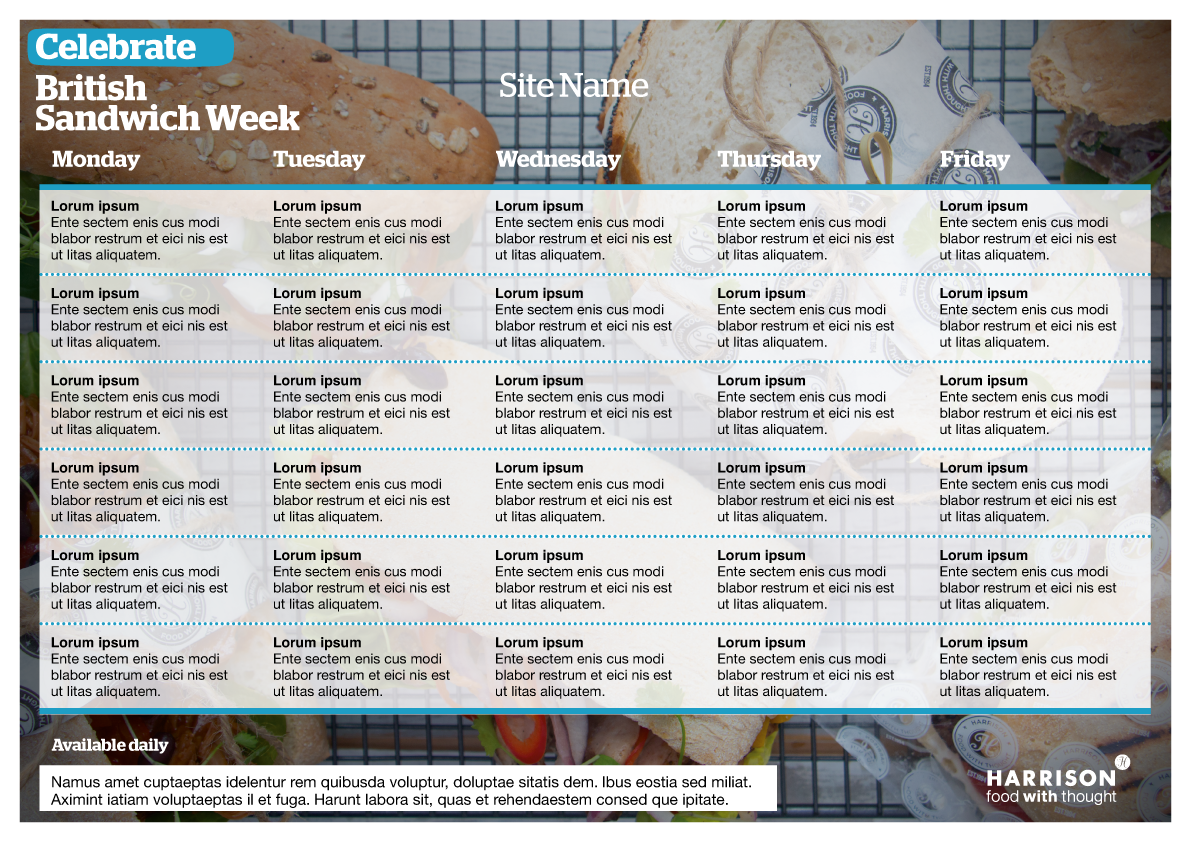 Celebrate
British
Sandwich Week
Site Name
Monday Tuesday Wednesday Thursday Friday
Lorum ipsum Lorum ipsum Lorum ipsum Lorum ipsum Lorum ipsum
Ente sectem enis cus modi Ente sectem enis cus modi Ente sectem enis cus modi Ente sectem enis cus modi Ente sectem enis cus modi
blabor restrum et eici nis est blabor restrum et eici nis est blabor restrum et eici nis est blabor restrum et eici nis est blabor restrum et eici nis est
ut litas aliquatem. ut litas aliquatem. ut litas aliquatem. ut litas aliquatem. ut litas aliquatem.
Lorum ipsum Lorum ipsum Lorum ipsum Lorum ipsum Lorum ipsum
Ente sectem enis cus modi Ente sectem enis cus modi Ente sectem enis cus modi Ente sectem enis cus modi Ente sectem enis cus modi
blabor restrum et eici nis est blabor restrum et eici nis est blabor restrum et eici nis est blabor restrum et eici nis est blabor restrum et eici nis est
ut litas aliquatem. ut litas aliquatem. ut litas aliquatem. ut litas aliquatem. ut litas aliquatem.
Lorum ipsum Lorum ipsum Lorum ipsum Lorum ipsum Lorum ipsum
Ente sectem enis cus modi Ente sectem enis cus modi Ente sectem enis cus modi Ente sectem enis cus modi Ente sectem enis cus modi
blabor restrum et eici nis est blabor restrum et eici nis est blabor restrum et eici nis est blabor restrum et eici nis est blabor restrum et eici nis est
ut litas aliquatem. ut litas aliquatem. ut litas aliquatem. ut litas aliquatem. ut litas aliquatem.
Lorum ipsum Lorum ipsum Lorum ipsum Lorum ipsum Lorum ipsum
Ente sectem enis cus modi Ente sectem enis cus modi Ente sectem enis cus modi Ente sectem enis cus modi Ente sectem enis cus modi
blabor restrum et eici nis est blabor restrum et eici nis est blabor restrum et eici nis est blabor restrum et eici nis est blabor restrum et eici nis est
ut litas aliquatem. ut litas aliquatem. ut litas aliquatem. ut litas aliquatem. ut litas aliquatem.
Lorum ipsum Lorum ipsum Lorum ipsum Lorum ipsum Lorum ipsum
Ente sectem enis cus modi Ente sectem enis cus modi Ente sectem enis cus modi Ente sectem enis cus modi Ente sectem enis cus modi
blabor restrum et eici nis est blabor restrum et eici nis est blabor restrum et eici nis est blabor restrum et eici nis est blabor restrum et eici nis est
ut litas aliquatem. ut litas aliquatem. ut litas aliquatem. ut litas aliquatem. ut litas aliquatem.
Lorum ipsum Lorum ipsum Lorum ipsum Lorum ipsum Lorum ipsum
Ente sectem enis cus modi Ente sectem enis cus modi Ente sectem enis cus modi Ente sectem enis cus modi Ente sectem enis cus modi
blabor restrum et eici nis est blabor restrum et eici nis est blabor restrum et eici nis est blabor restrum et eici nis est blabor restrum et eici nis est
ut litas aliquatem. ut litas aliquatem. ut litas aliquatem. ut litas aliquatem. ut litas aliquatem.
Available daily
Namus amet cuptaeptas idelentur rem quibusda voluptur, doluptae sitatis dem. Ibus eostia sed miliat.
Aximint iatiam voluptaeptas il et fuga. Harunt labora sit, quas et rehendaestem consed que ipitate.
HARRISON H
food with thought